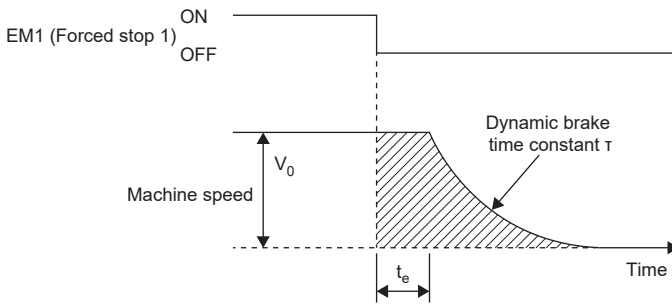 ON
EM1 (Forced stop 1)
OFF
Dynamic brake
time constant τ
V0
Machine speed
Time
te